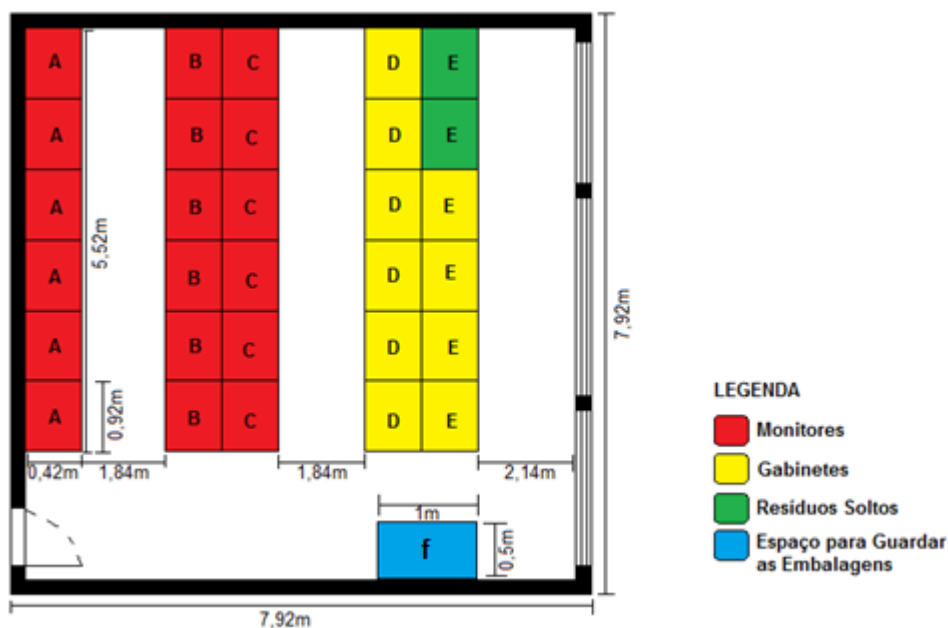 A B C D E
A B C D E
A B C D E
5,52m
A B C D E
7,92m
A B C D E
A B C D E
0,92m
0,42m 1,84m 1,84m 2,14m
1m
f
0,5m
7,92m
LEGENDA
Monitores
Gabinetes
Resíduos Soltos
Espaço para Guardar
as Embalagens